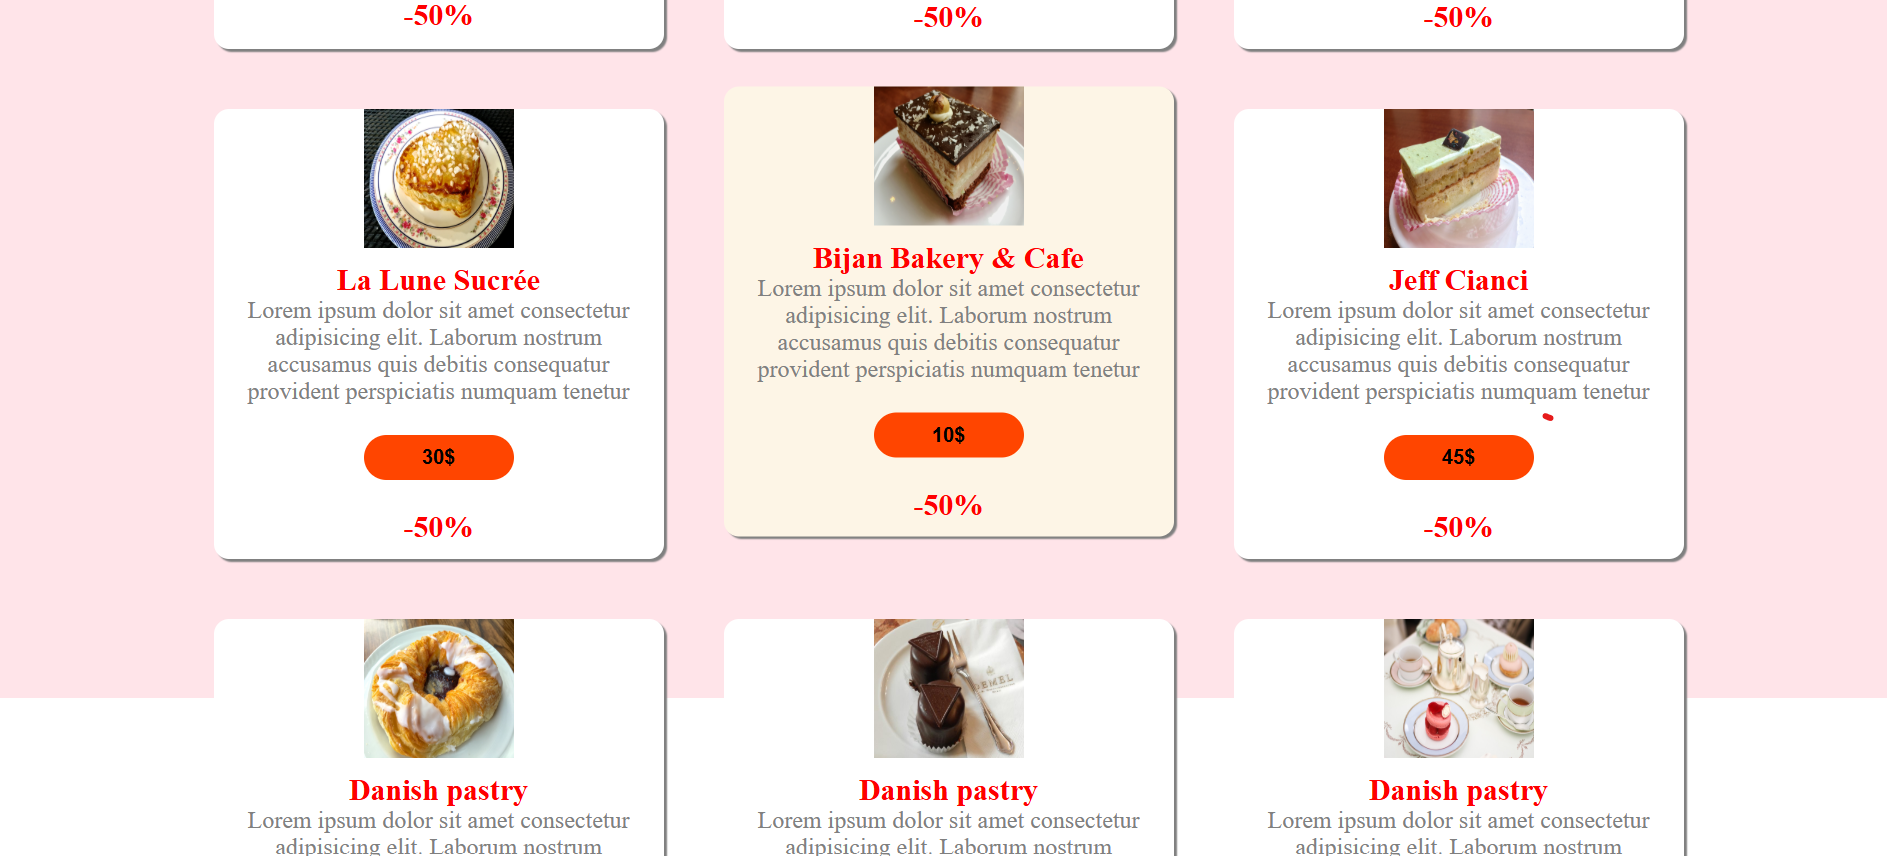 -50%
-50%
-50%
La Lune Sucrée
Lorem ipsum dolor sit amet consectetur
adipisicing elit. Laborum nostrum
accusamus quis debitis consequatur
provident perspiciatis numquam tenetur
30$
-50%
Bijan Bakery & Cafe
Lorem ipsum dolor sit amet consectetur
adipisicing elit. Laborum nostrum
accusamus quis debitis consequatur
provident perspiciatis numquam tenetur
10$
-50%
Jeff Cianci
Lorem ipsum dolor sit amet consectetur
adipisicing elit. Laborum nostrum
accusamus quis debitis consequatur
provident perspiciatis numquam tenetur
45$
-50%
Danish pastry
Lorem ipsum dolor sit amet consectetur
adipisicing elit. Laborum nostrum
DEMEL
Danish pastry
Lorem ipsum dolor sit amet consectetur
adipisicing elit. Laborum nostrum
Danish pastry
Lorem ipsum dolor sit amet consectetur
adipisicing elit. Laborum nostrum